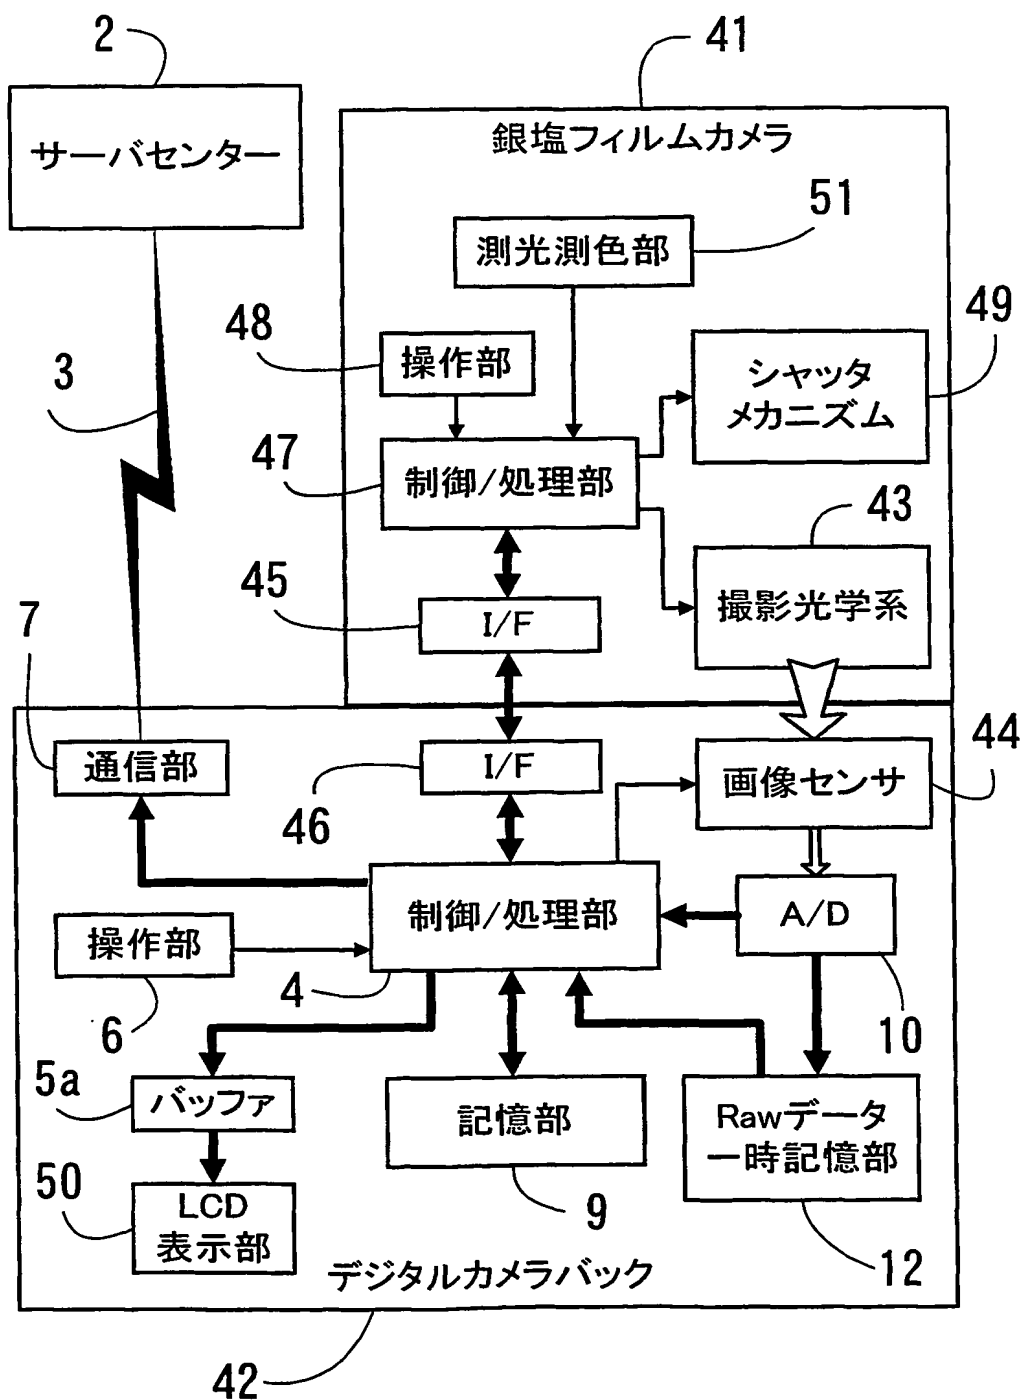 2
41
サーバセンター
銀塩フィルムカメラ
51
測光測色部
48
49
操作部
シャッタ
メカニズム
3
47
制御/処理部
43
45
撮影光学系
7
I/F
44
通信部
I/F
画像センサ
46
制御/処理部
A/D
操作部
4
10
6
5a
バッファ
記憶部
Rawデータ
一時記憶部
50
LCD
表示部
9
12
デジタルカメラバック
42